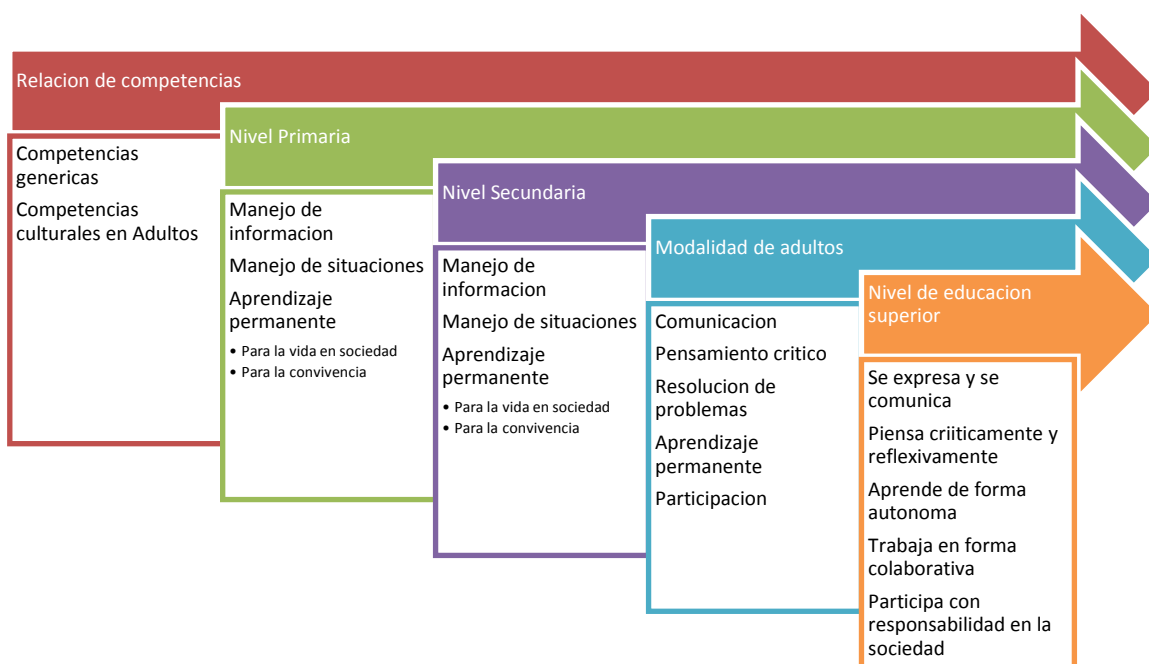 Relacion de competencias
Competencias
genericas
Competencias
culturales en Adultos
Nivel Primaria
Manejo de
informacion
Manejo de situaciones
Aprendizaje
permanente
• Para la vida en sociedad
• Para la convivencia
Nivel Secundaria
Manejo de
informacion
Manejo de situaciones
Aprendizaje
permanente
• Para la vida en sociedad
• Para la convivencia
Modalidad de adultos
Comunicacion
Pensamiento critico
Resolucion de
problemas
Aprendizaje
permanente
Participacion
Nivel de educacion
superior
Se expresa y se
comunica
Piensa criiticamente y
reflexivamente
Aprende de forma
autonoma
Trabaja en forma
colaborativa
Participa con
responsabilidad en la
sociedad